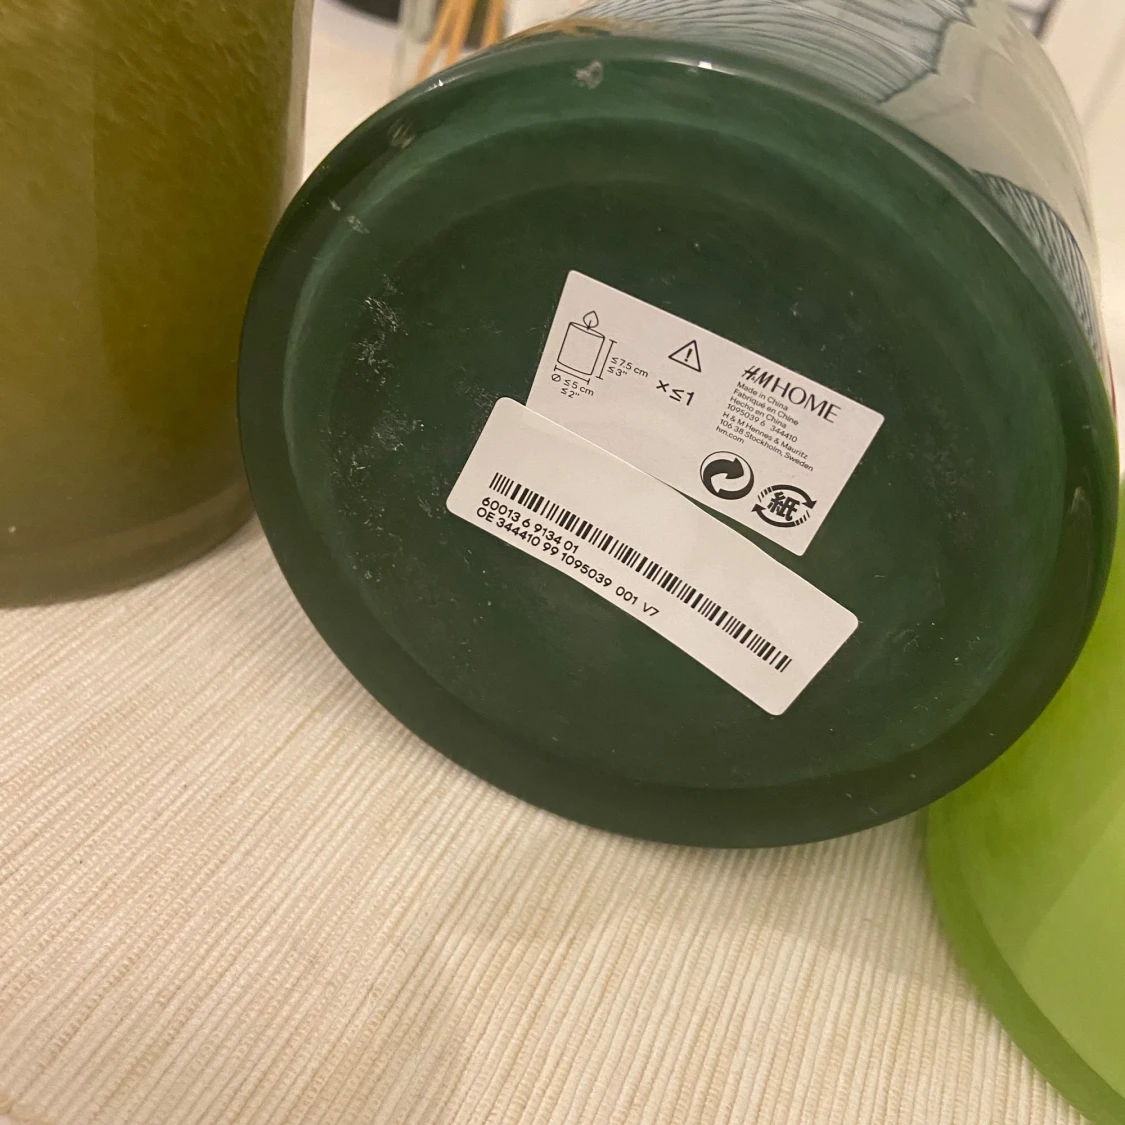 ≤7.5 cm
≤3"
Ø ≤5 cm
≤2"
×≤1
H&M HOME
Made in China
Fabriqué en Chine
Hecho en China
1095039 6 344410
H & M Hennes & Mauritz
106 38 Stockholm, Sweden
hm.com
紙
60013 6 9134 01
OE 344410 99 1095039 001 V7